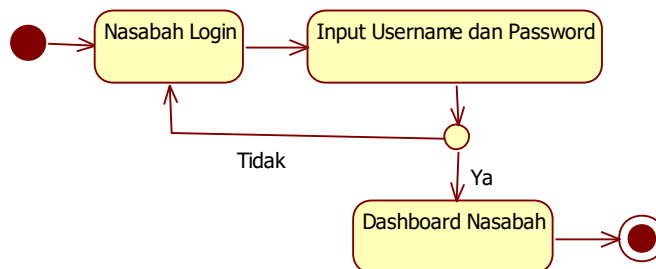 Nasabah Login
Input Username dan Password
Tidak
Ya
Dashboard Nasabah